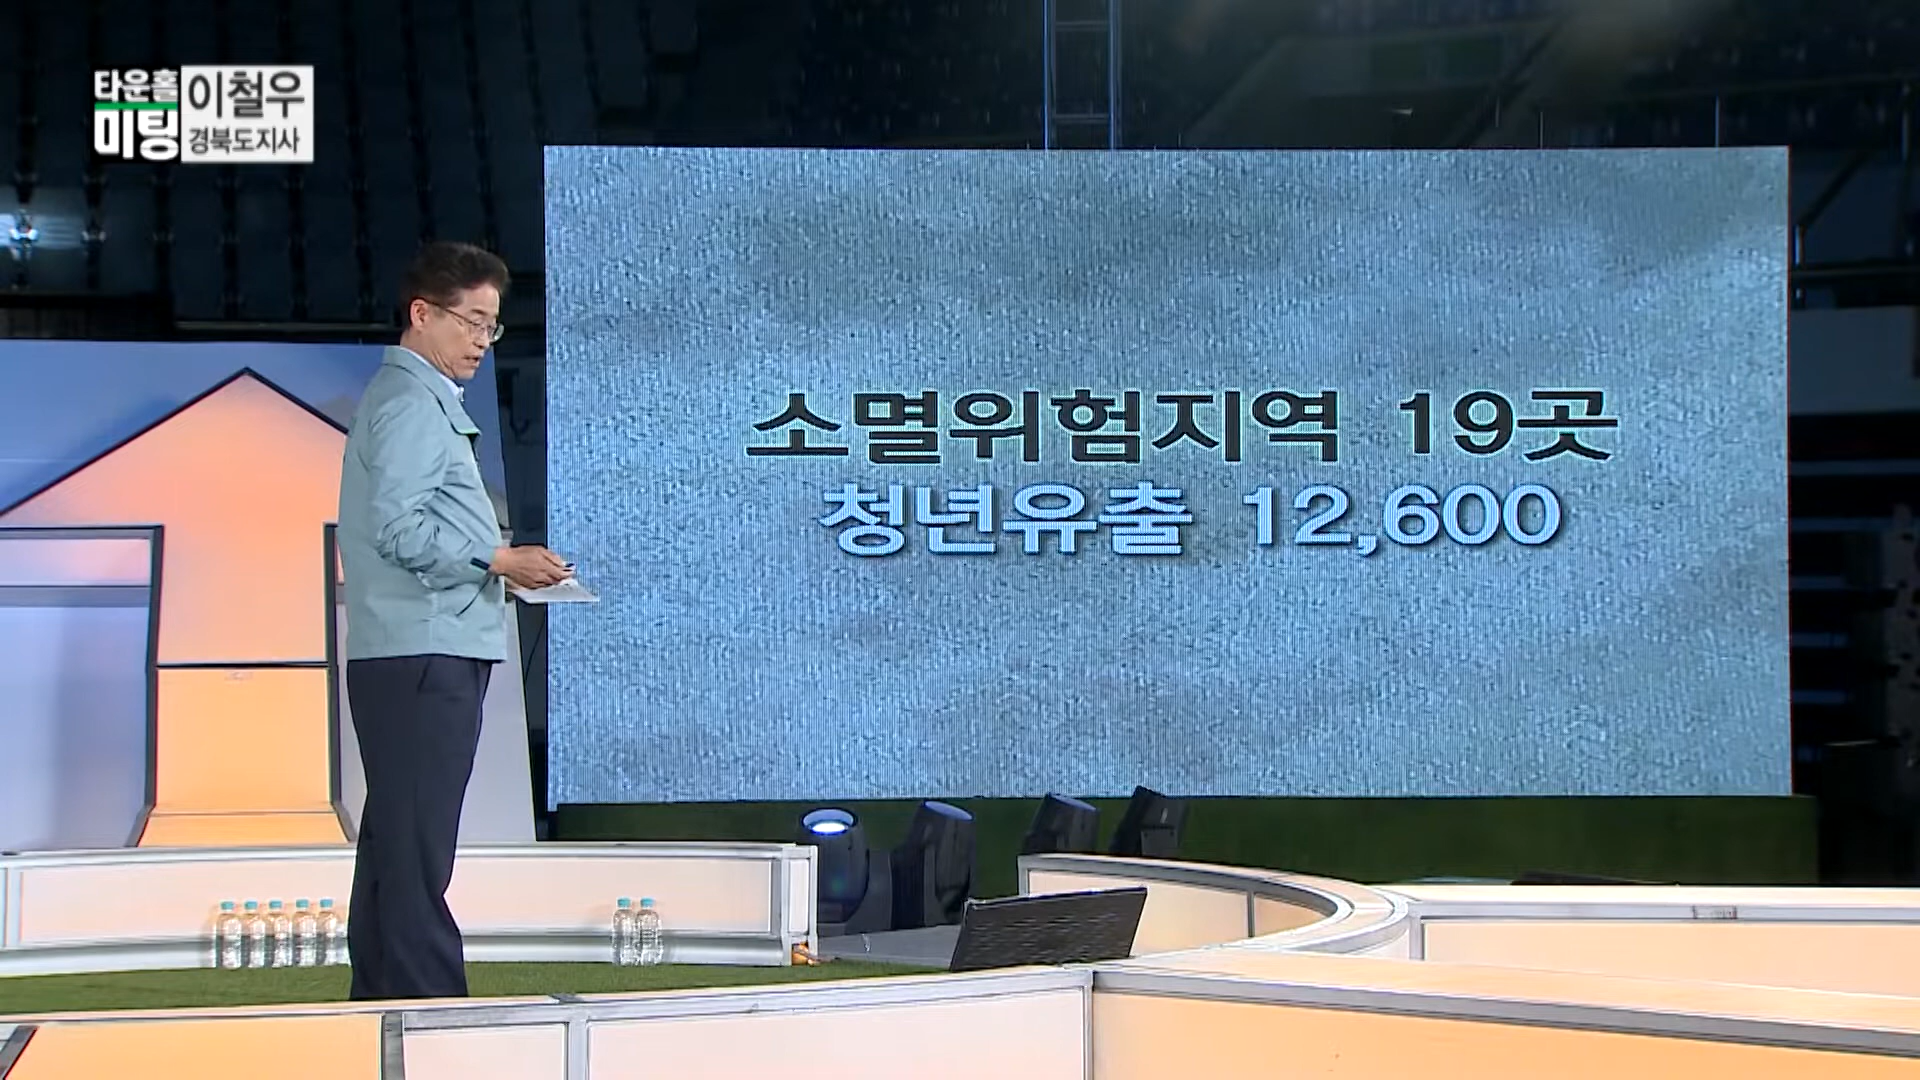 타운홀
미팅
이철우
경북도지사
소멸위험지역 19곳
청년유출 12,600